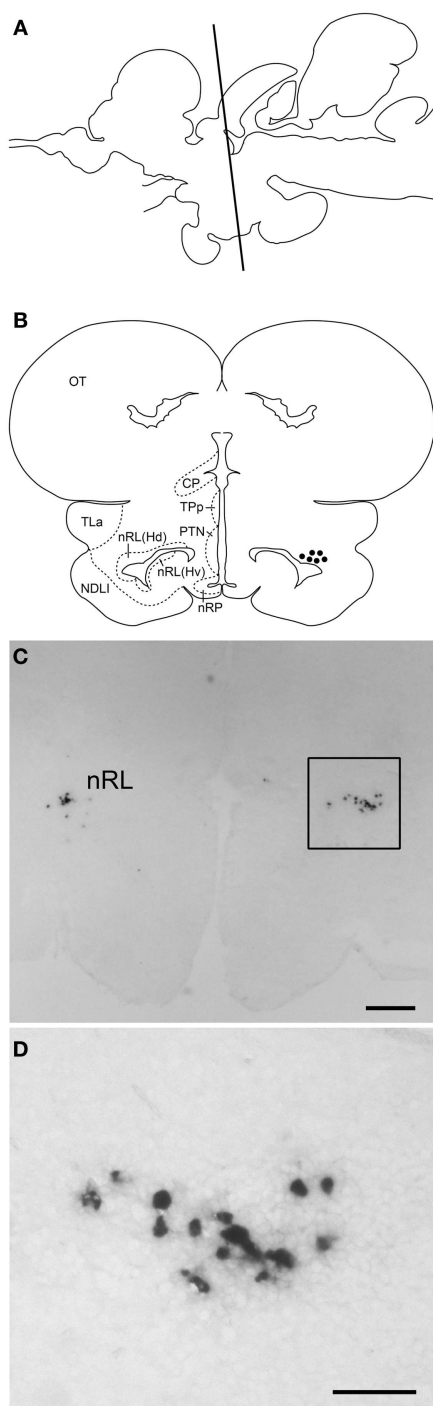 A
B
OT
CP
TPp
TLa
PTN
nRL(Hd)
nRL(Hv)
NDLI
nRP
C
nRL
D